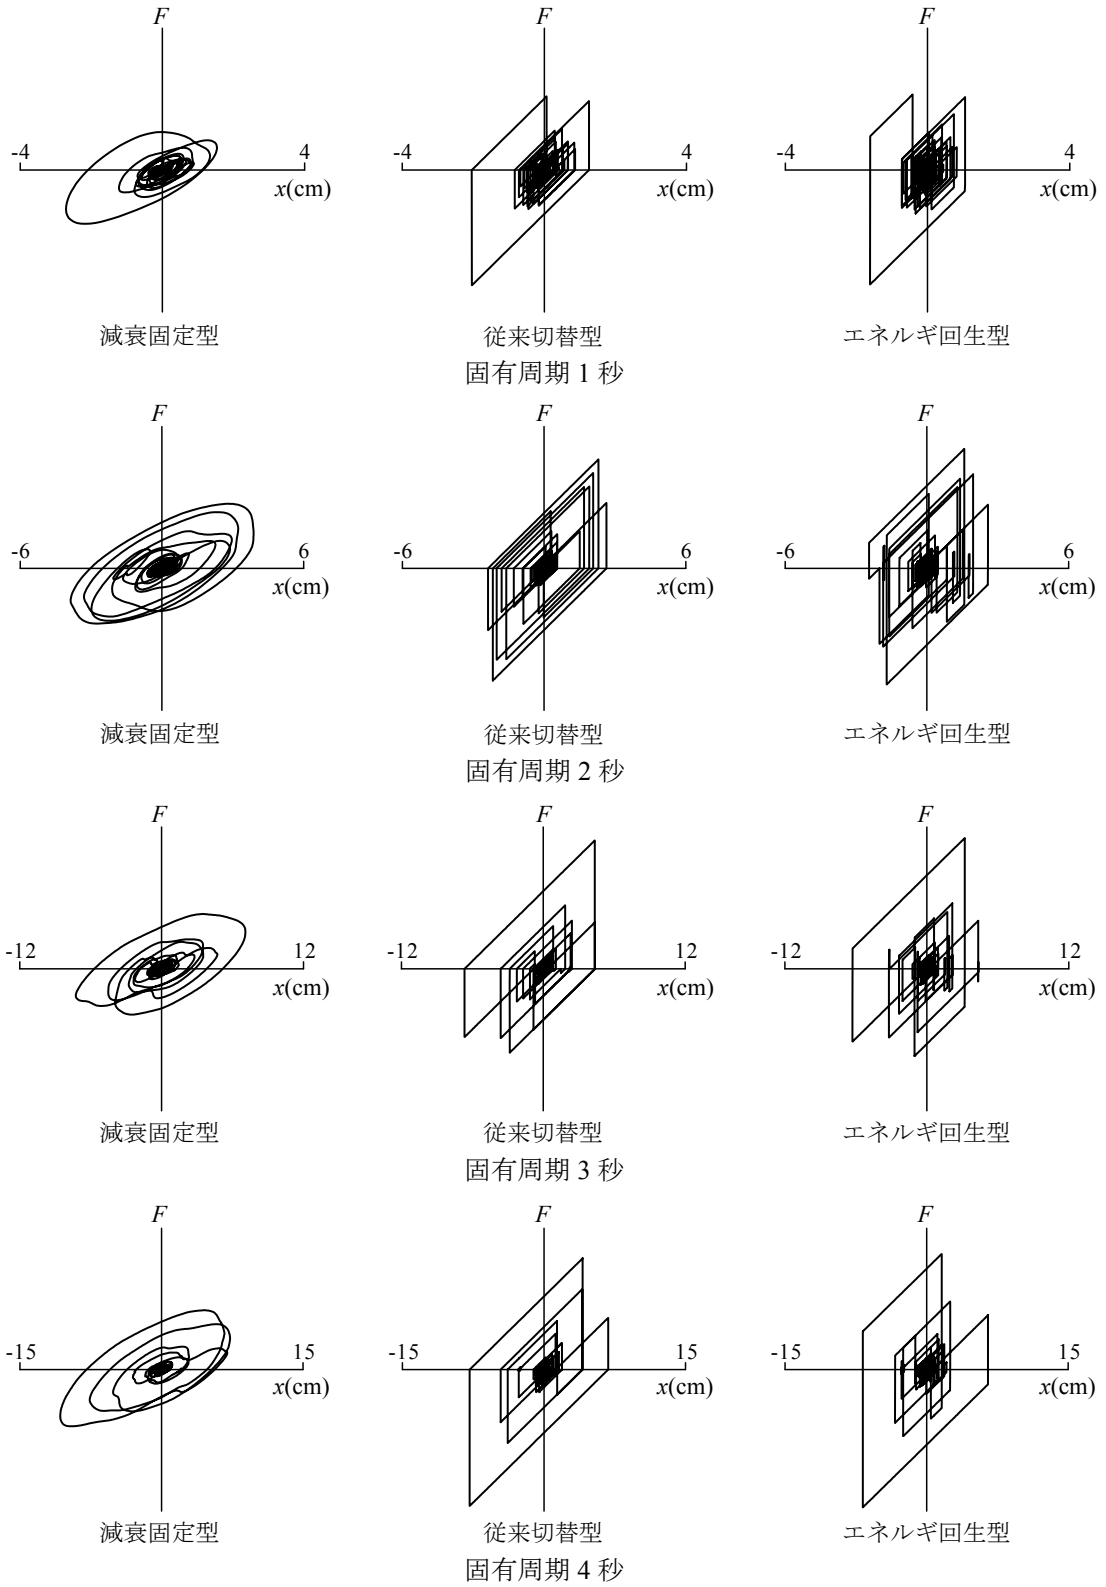 F F F
-4 4 -4 4 -4 4
x(cm) x(cm) x(cm)
減衰固定型 従来切替型 エネルギ回生型
固有周期 1 秒
F F F
-6 6 -6 6 -6 6
x(cm) x(cm) x(cm)
減衰固定型 従来切替型 エネルギ回生型
固有周期 2 秒
F F F
-12 12 -12 12 -12 12
x(cm) x(cm) x(cm)
減衰固定型 従来切替型 エネルギ回生型
固有周期 3 秒
F F F
-15 15 -15 15 -15 15
x(cm) x(cm) x(cm)
減衰固定型 従来切替型 エネルギ回生型
固有周期 4 秒